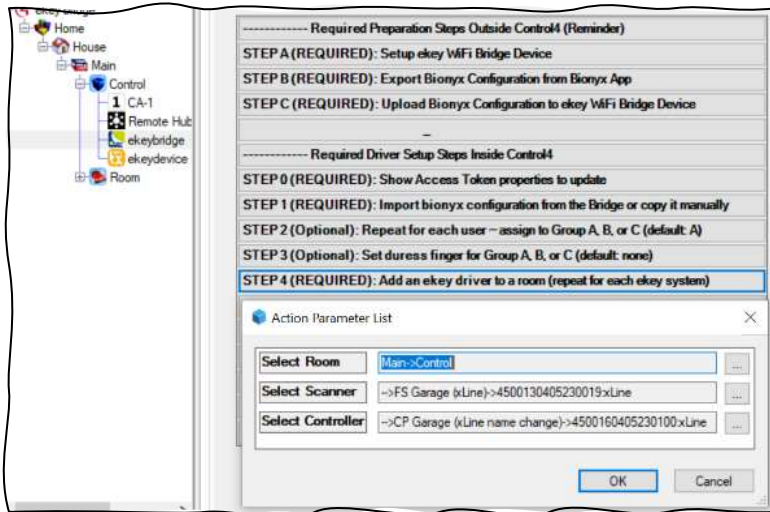 Home
House
Main
Control
1 CA-1
Remote Hub
ekeybridge
ekeydevice
Room
------------ Required Preparation Steps Outside Control4 (Reminder)
STEP A (REQUIRED): Setup ekey WiFi Bridge Device
STEP B (REQUIRED): Export Bionyx Configuration from Bionyx App
STEP C (REQUIRED): Upload Bionyx Configuration to ekey WiFi Bridge Device
_
------------ Required Driver Setup Steps Inside Control4
STEP 0 (REQUIRED): Show Access Token properties to update
STEP 1 (REQUIRED): Import bionyx configuration from the Bridge or copy it manually
STEP 2 (Optional): Repeat for each user – assign to Group A, B, or C (default: A)
STEP 3 (Optional): Set duress finger for Group A, B, or C (default: none)
STEP 4 (REQUIRED): Add an ekey driver to a room (repeat for each ekey system)
Action Parameter List
Select Room Main->Control ...
Select Scanner -->FS Garage (xLine)->4500130405230019:xLine ...
Select Controller -->CP Garage (xLine name change)->4500160405230100:xLine ...
OK Cancel